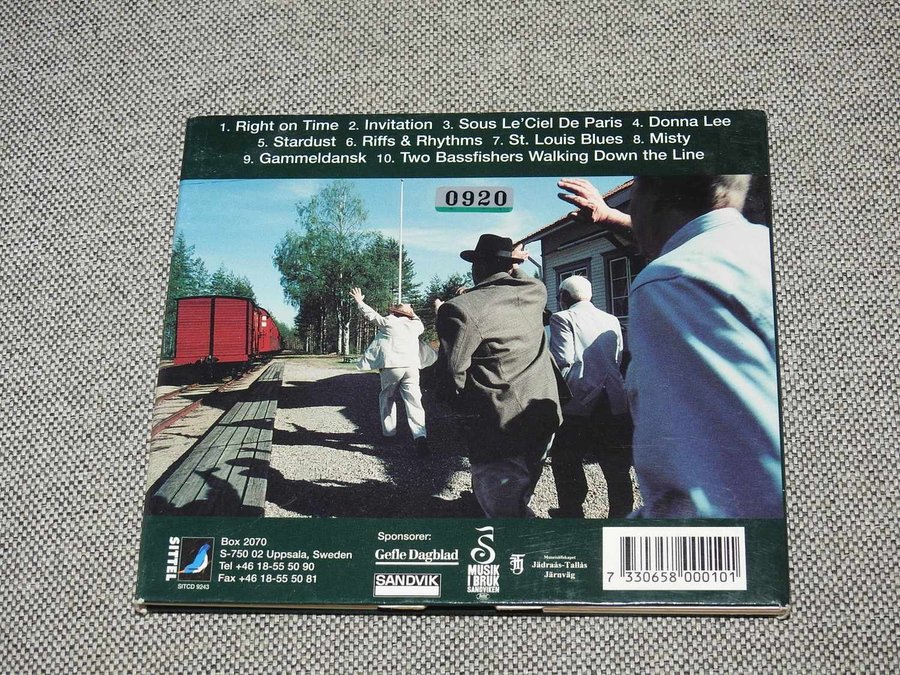 1. Right on Time 2. Invitation 3. Sous Le'Ciel De Paris 4. Donna Lee
5. Stardust 6. Riffs & Rhythms 7. St. Louis Blues 8. Misty
9. Gammeldansk 10. Two Bassfishers Walking Down the Line
0920
SITTEL
SITCD 9243
Box 2070
S-750 02 Uppsala, Sweden
Tel +46 18-55 50 90
Fax +46 18-55 50 81
Sponsorer:
Gefle Dagblad
SANDVIK
MUSIK
I BRUK
SANDVIKEN
Museisällskapet
Jädraås-Tallås
Järnväg
7 330658 000101